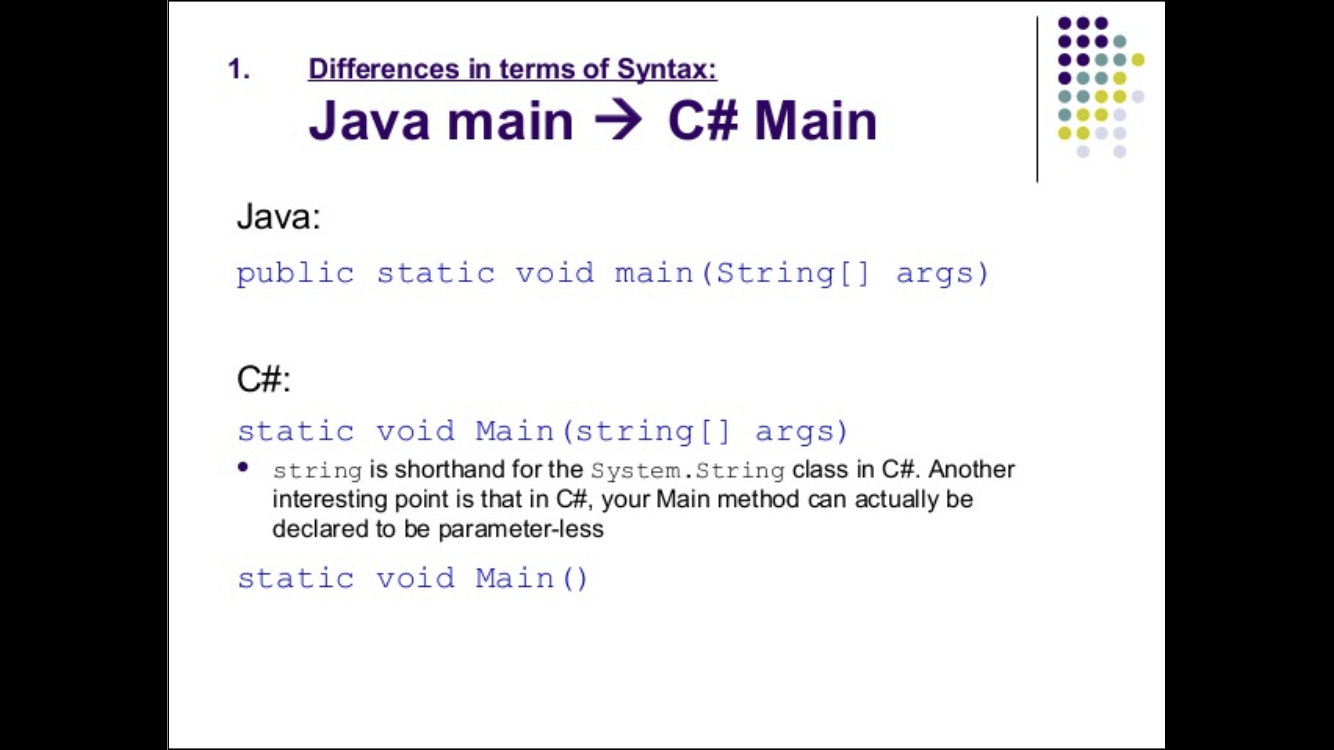 1. Differences in terms of Syntax:
Java main → C# Main
Java:
public static void main(String[] args)
C#:
static void Main(string[] args)
• string is shorthand for the System.String class in C#. Another
interesting point is that in C#, your Main method can actually be
declared to be parameter-less
static void Main()